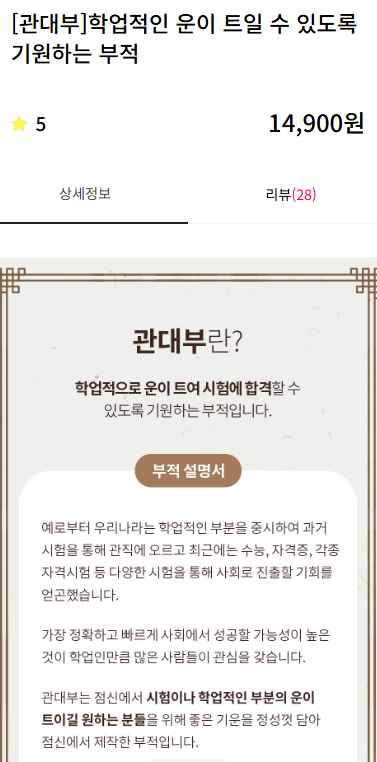 [관대부]학업적인 운이 트일 수 있도록
기원하는 부적
5
14,900원
상세정보
리뷰(28)
관대부란?
학업적으로 운이 트여 시험에 합격할 수
있도록 기원하는 부적입니다.
부적 설명서
예로부터 우리나라는 학업적인 부분을 중시하여 과거
시험을 통해 관직에 오르고 최근에는 수능, 자격증, 각종
자격시험 등 다양한 시험을 통해 사회로 진출할 기회를
얻곤했습니다.
가장 정확하고 빠르게 사회에서 성공할 가능성이 높은
것이 학업인만큼 많은 사람들이 관심을 갖습니다.
관대부는 점신에서 시험이나 학업적인 부분의 운이
트이길 원하는 분들을 위해 좋은 기운을 정성껏 담아
점신에서 제작한 부적입니다.